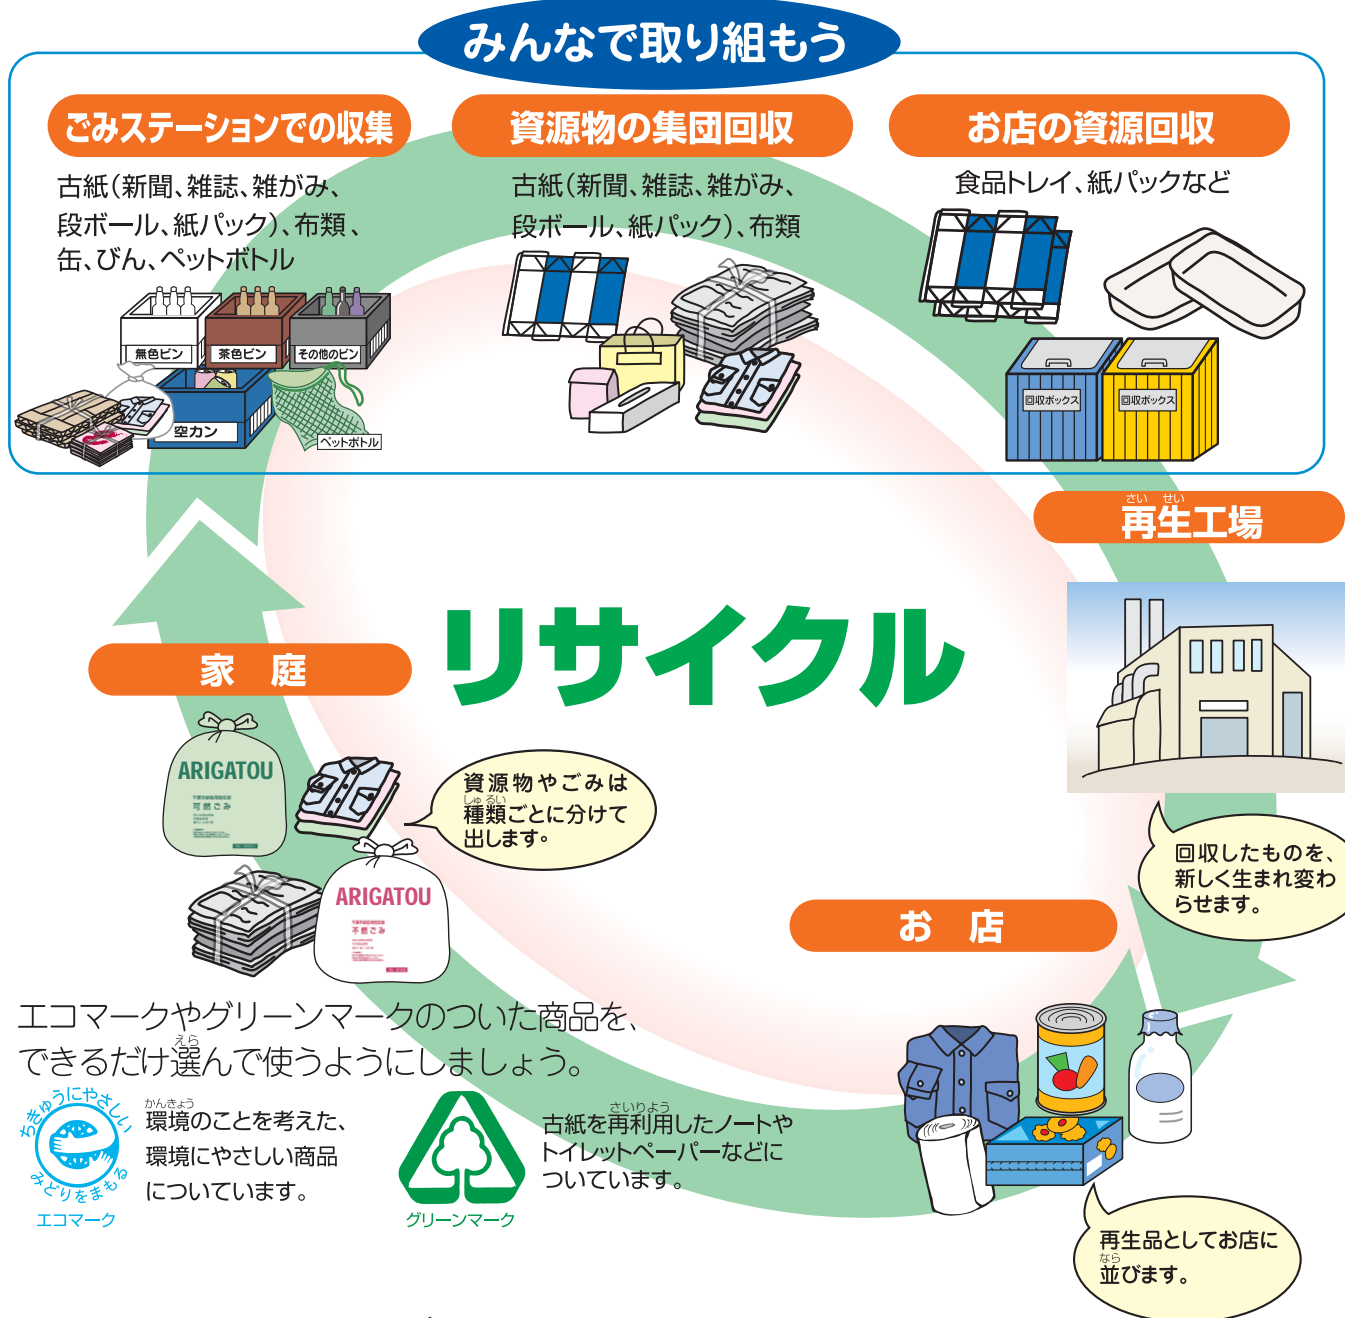 みんなで取り組もう
ごみステーションでの収集
古紙(新聞、雑誌、雑がみ、
段ボール、紙パック)、布類、
缶、びん、ペットボトル
無色ビン
茶色ビン
その他のビン
空カン
ペットボトル
資源物の集団回収
古紙(新聞、雑誌、雑がみ、
段ボール、紙パック)、布類
お店の資源回収
食品トレイ、紙パックなど
回収ボックス
回収ボックス
さい せい
再生工場
リサイクル
家 庭
ARIGATOU
可燃ごみ
資源物やごみは
しゅ るい
種類ごとに分けて
出します。
ARIGATOU
不燃ごみ
回収したものを、
新しく生まれ変わ
らせます。
お 店
エコマークやグリーンマークのついた商品を、
えら
できるだけ選んで使うようにしましょう。
ちきゅうにやさしい
みどりをまもる
エコマーク
かんきょう
環境のことを考えた、
環境にやさしい商品
についています。
グリーンマーク
さいりよう
古紙を再利用したノートや
トイレットペーパーなどに
ついています。
再生品としてお店に
なら
並びます。